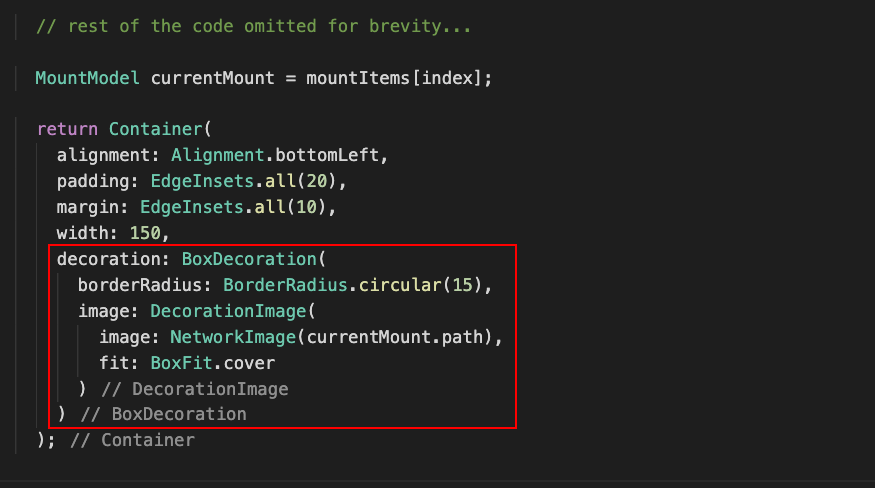 // rest of the code omitted for brevity...
MountModel currentMount = mountItems[index];
return Container(
alignment: Alignment.bottomLeft,
padding: EdgeInsets.all(20),
margin: EdgeInsets.all(10),
width: 150,
decoration: BoxDecoration(
borderRadius: BorderRadius.circular(15),
image: DecorationImage(
image: NetworkImage(currentMount.path),
fit: BoxFit.cover
) // DecorationImage
) // BoxDecoration
); // Container